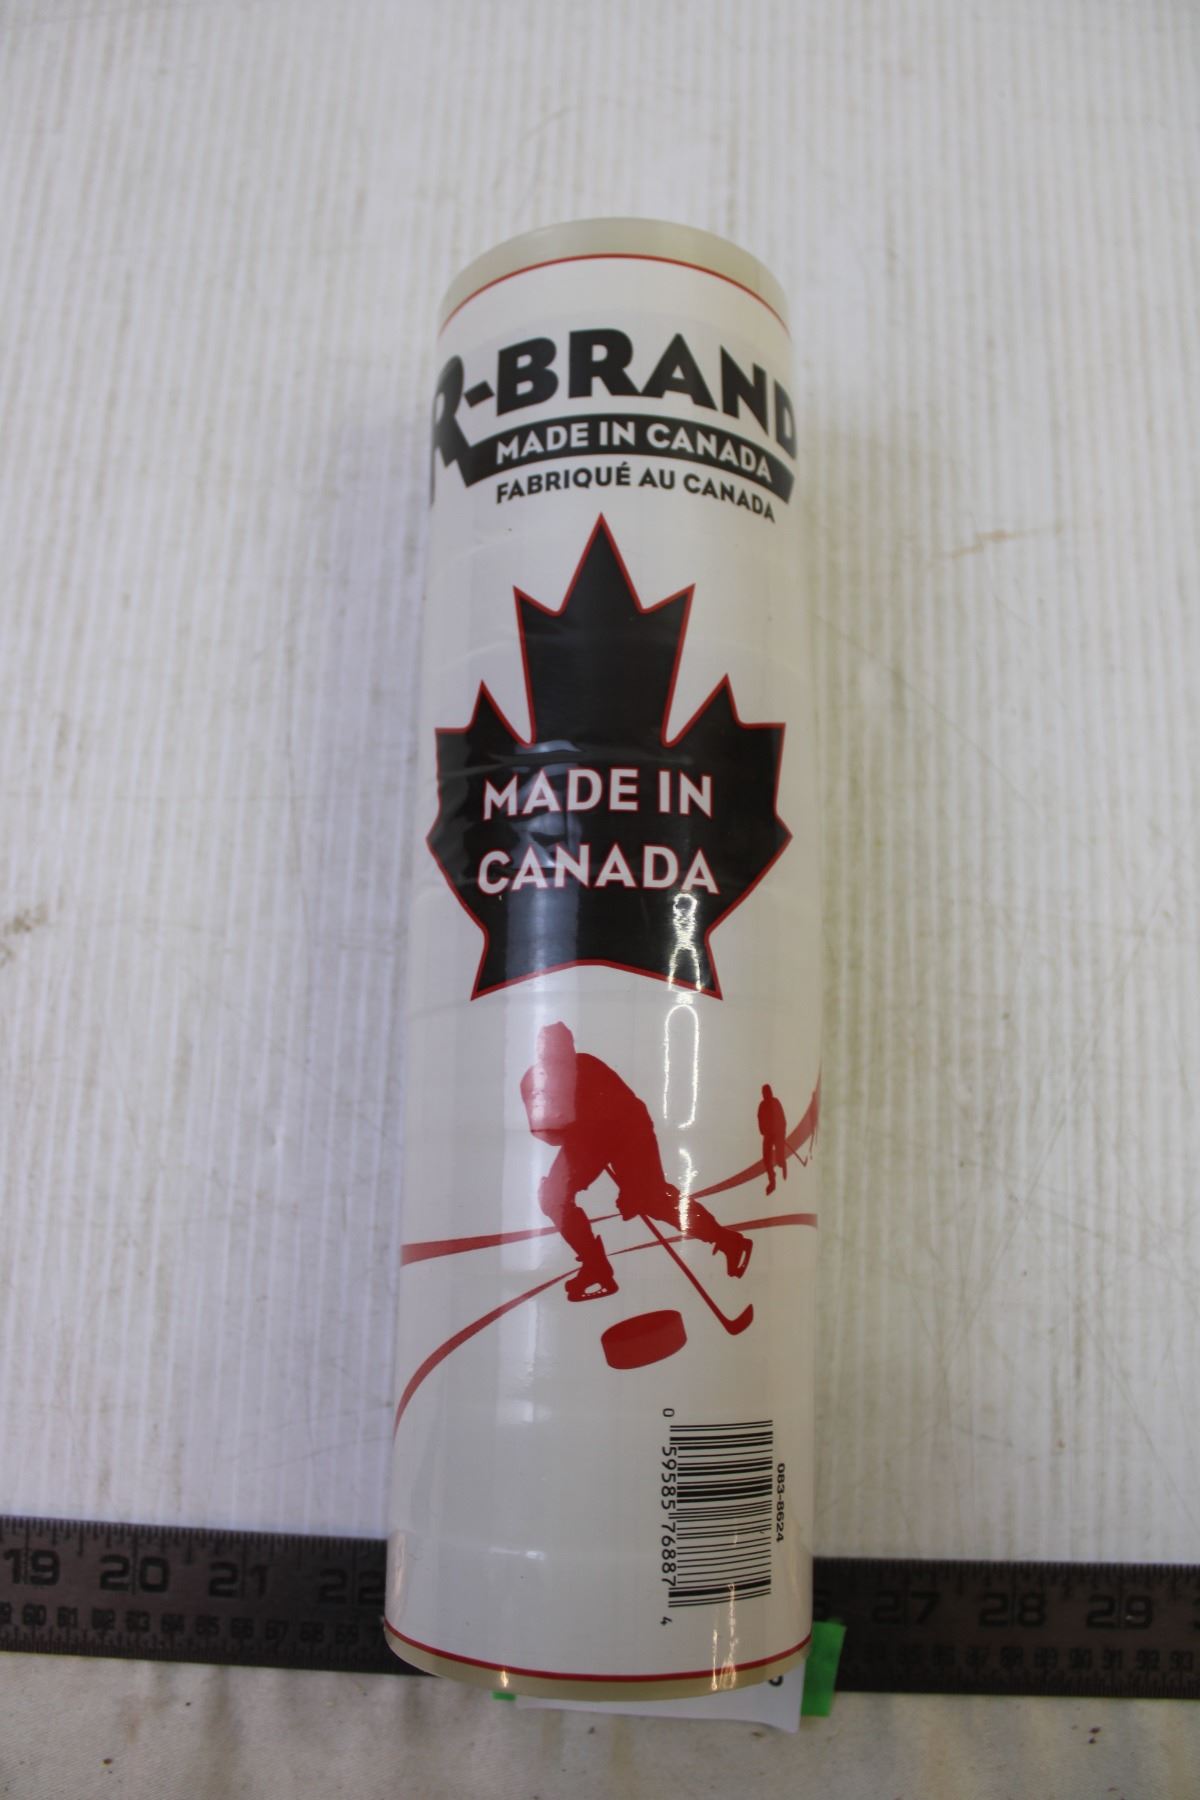 R-BRAND
MADE IN CANADA
FABRIQUÉ AU CANADA
MADE IN
CANADA
083-8624
0 59585 76887 4
19 20 21 22 27 28 29